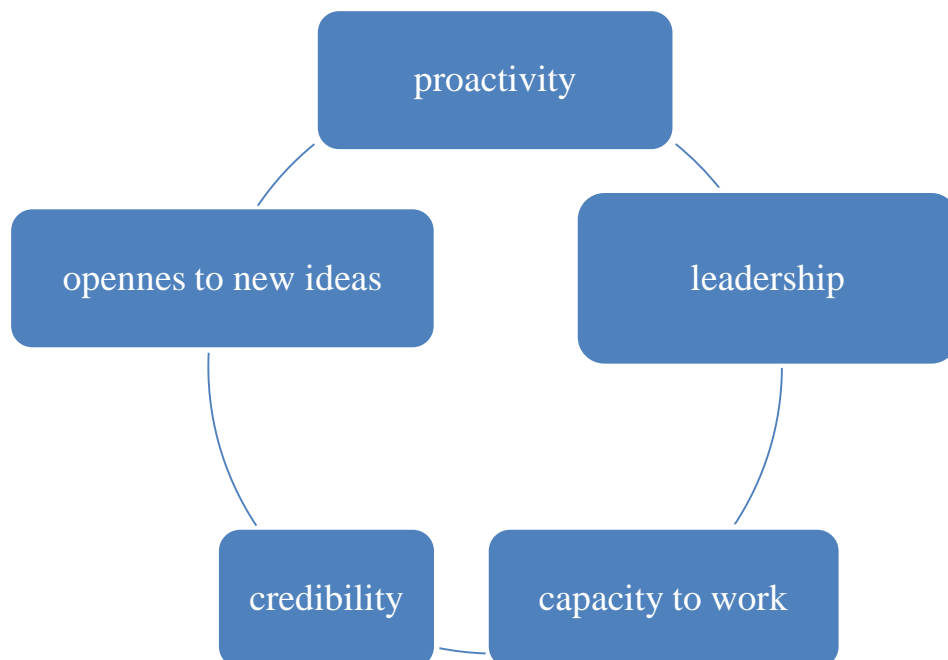 proactivity
opennes to new ideas
leadership
credibility
capacity to work